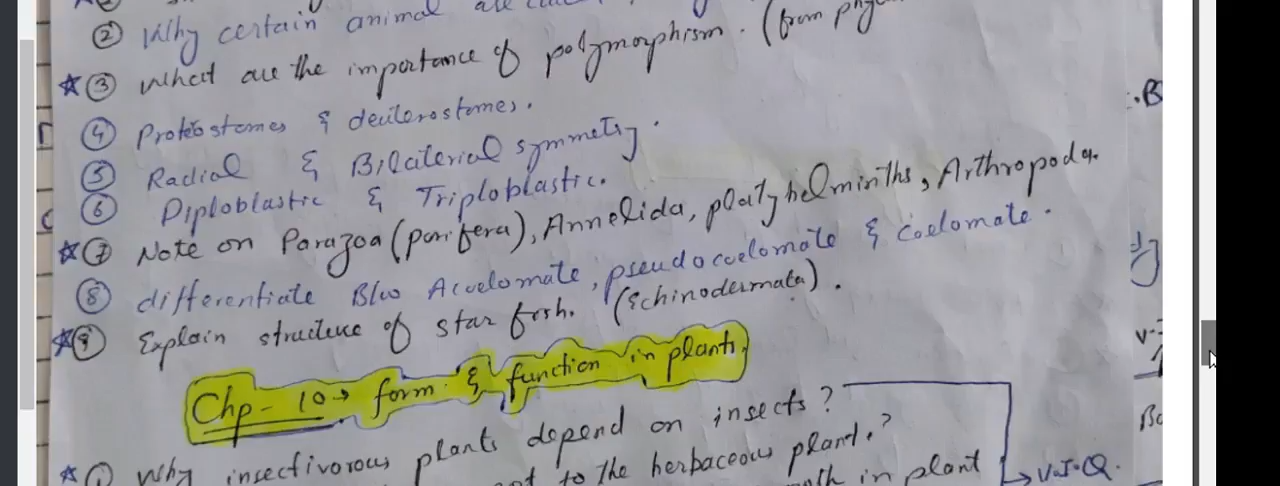 ② Why certain animal are
★③ What are the importance of polymorphism. (from phy
④ Proteostomes & deuterostomes.
⑤ Radial & Bilaterial symmetry.
⑥ Diploblastic & Triploblastic.
★⑦ Note on Parazoa (porifera), Annelida, platyhelminths, Arthropoda.
⑧ differentiate B/w Acoelomate, pseudocoelomate & coelomate.
★⑨ Explain structure of star fish. (Echinodermata).
Chp-10→ form & function in plants.
★① Why insectivorous plants depend on insects?
to the herbaceous plant.?
in plant
V.I.Q.